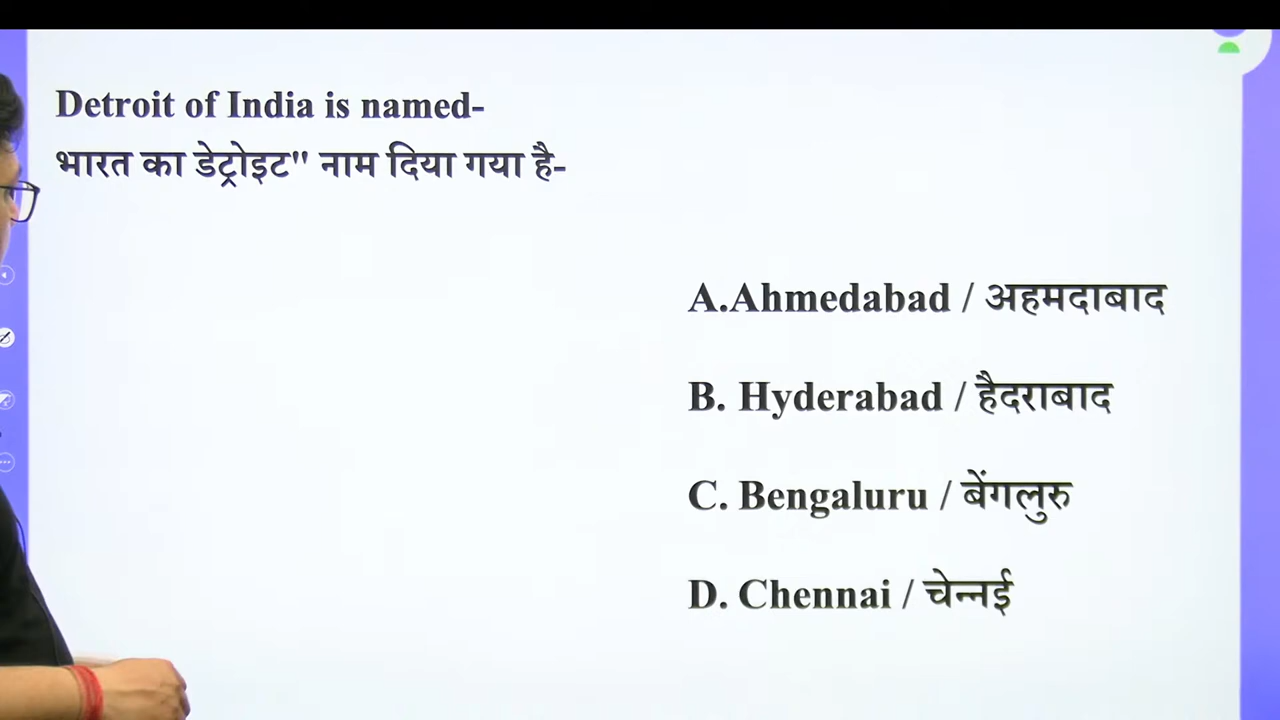 Detroit of India is named-
भारत का डेट्रोइट" नाम दिया गया है-
A.Ahmedabad / अहमदाबाद
B. Hyderabad / हैदराबाद
C. Bengaluru / बेंगलुरु
D. Chennai / चेन्नई